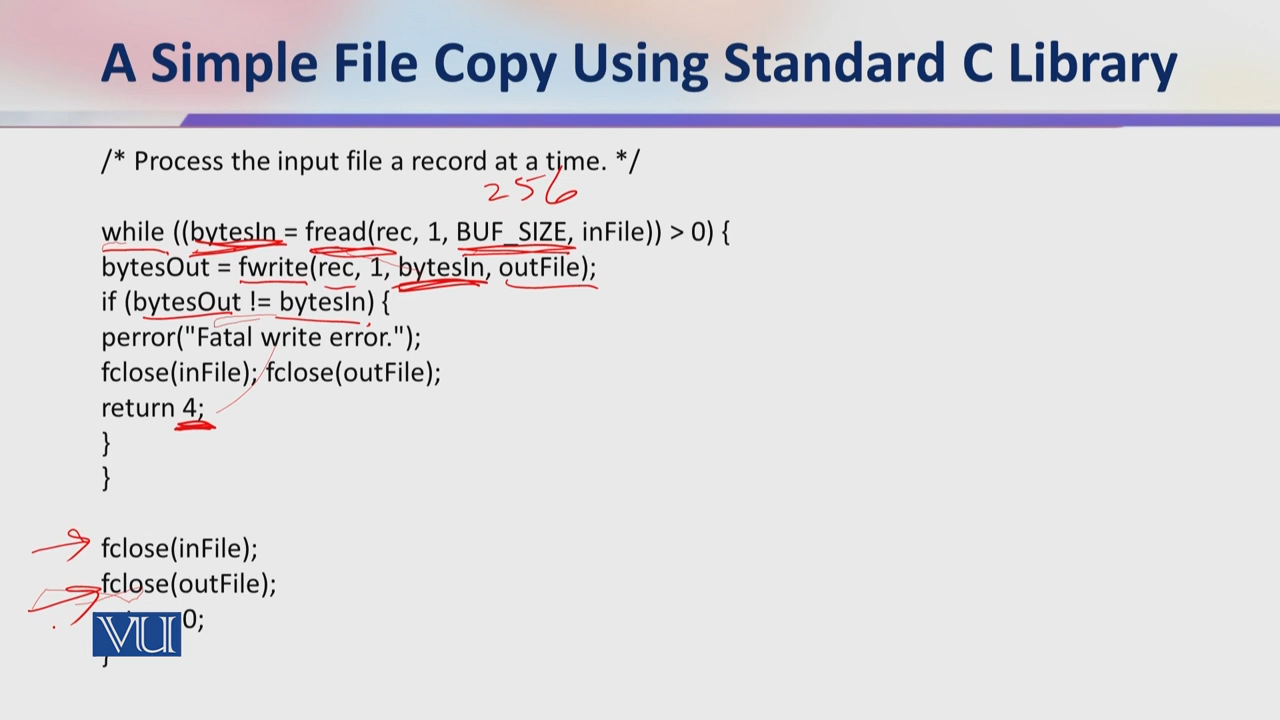 A Simple File Copy Using Standard C Library
/* Process the input file a record at a time. */
256
while ((bytesIn = fread(rec, 1, BUF_SIZE, inFile)) > 0) {
bytesOut = fwrite(rec, 1, bytesIn, outFile);
if (bytesOut != bytesIn) {
perror("Fatal write error.");
fclose(inFile); fclose(outFile);
return 4;
}
}
fclose(inFile);
fclose(outFile);
0;
VU
}